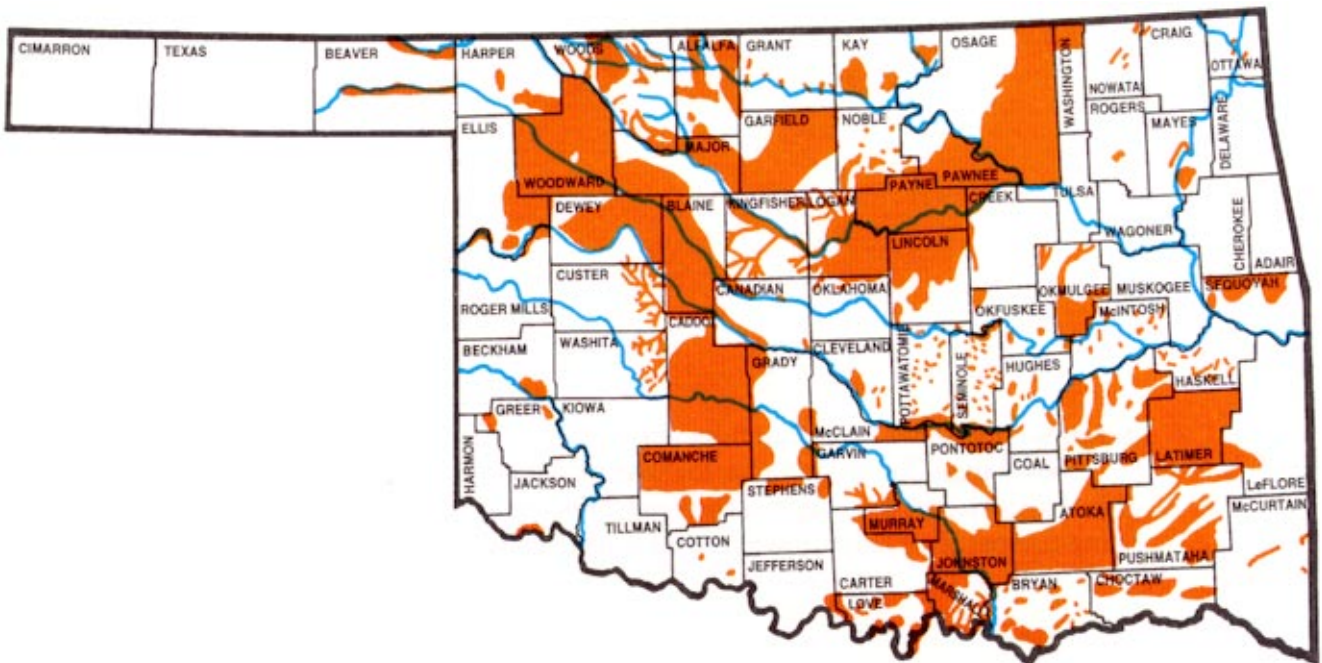 CIMARRON
TEXAS
BEAVER
HARPER
WOODS
ALFALFA
GRANT
KAY
OSAGE
WASHINGTON
NOWATA
CRAIG
OTTAWA
ELLIS
WOODWARD
MAJOR
GARFIELD
NOBLE
PAWNEE
ROGERS
MAYES
DELAWARE
DEWEY
BLAINE
KINGFISHER
LOGAN
PAYNE
CREEK
TULSA
WAGONER
CHEROKEE
ADAIR
ROGER MILLS
CUSTER
CANADIAN
OKLAHOMA
LINCOLN
OKFUSKEE
OKMULGEE
MUSKOGEE
McINTOSH
SEQUOYAH
BECKHAM
WASHITA
CADDO
GRADY
CLEVELAND
POTTAWATOMIE
SEMINOLE
HUGHES
HASKELL
GREER
KIOWA
McCLAIN
HARMON
JACKSON
COMANCHE
STEPHENS
GARVIN
PONTOTOC
COAL
PITTSBURG
LATIMER
LeFLORE
TILLMAN
COTTON
JEFFERSON
CARTER
MURRAY
JOHNSTON
ATOKA
PUSHMATAHA
McCURTAIN
LOVE
MARSHALL
BRYAN
CHOCTAW